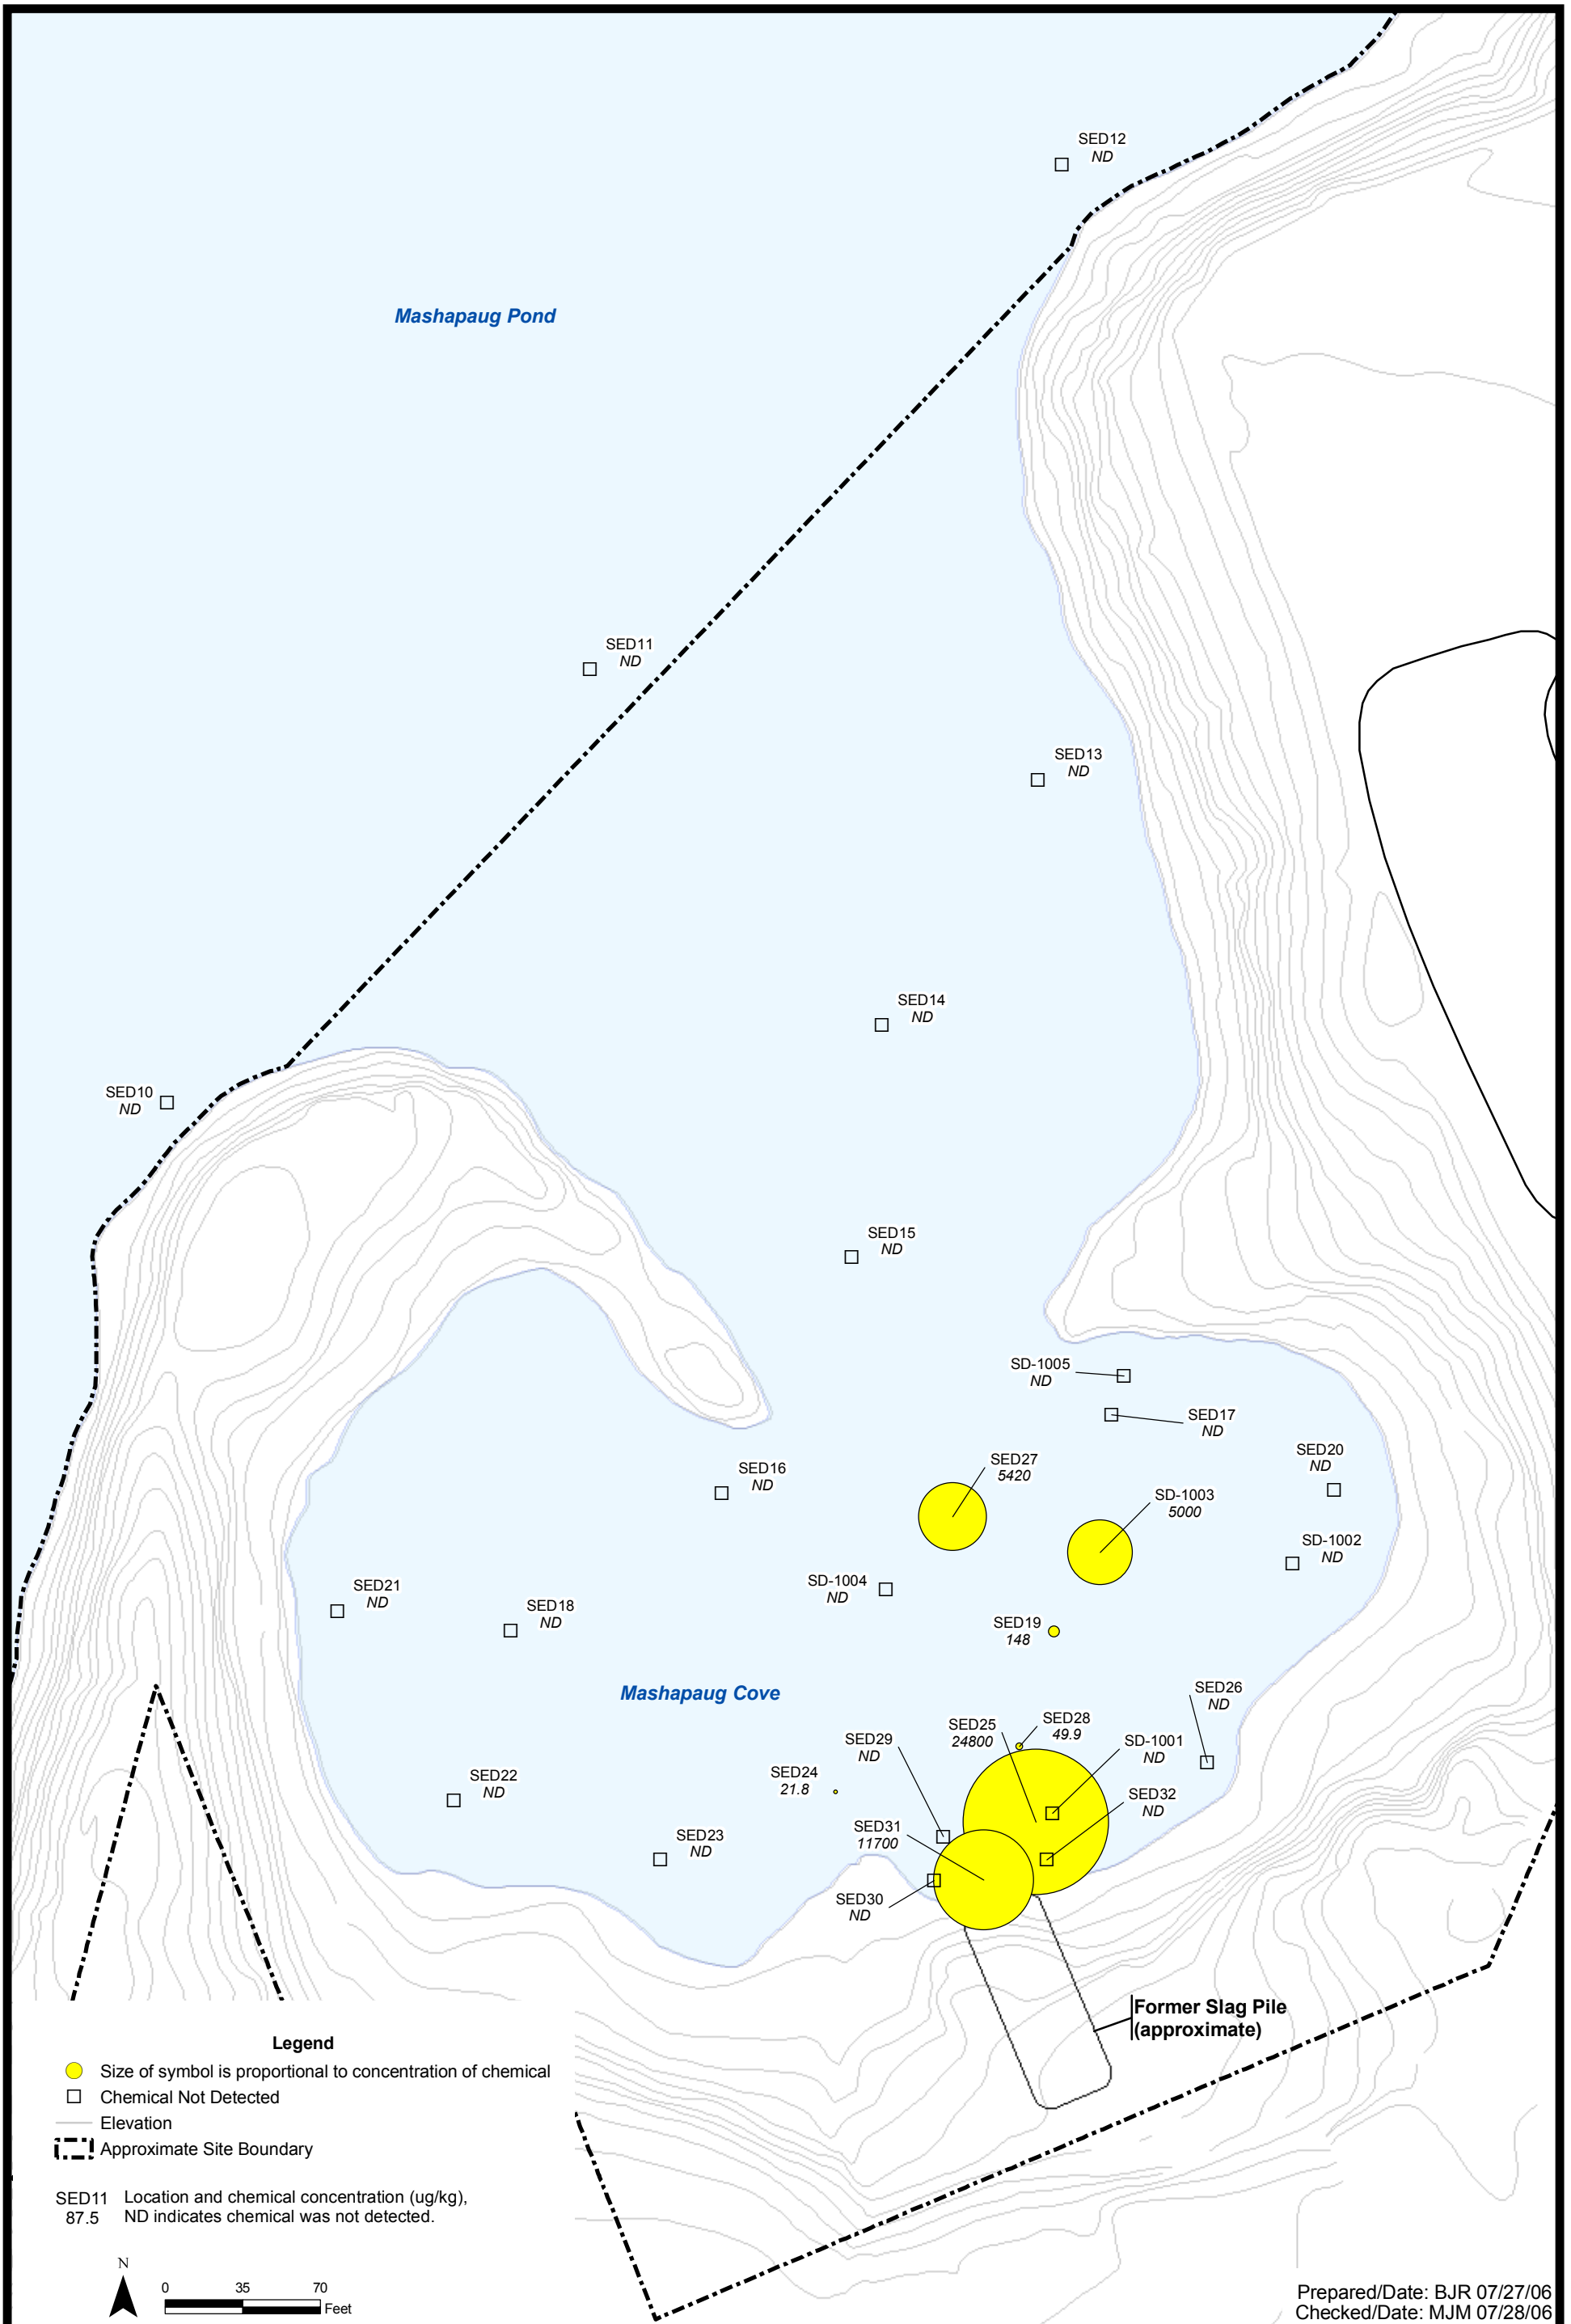 SED12
ND
Mashapaug Pond
SED11
ND
SED13
ND
SED14
ND
SED10
ND
SED15
ND
SD-1005
ND
SED17
ND
SED20
ND
SED16
ND
SED27
5420
SD-1003
5000
SD-1002
ND
SED21
ND
SED18
ND
SD-1004
ND
SED19
148
Mashapaug Cove
SED26
ND
SED25
24800
SED28
49.9
SED29
ND
SD-1001
ND
SED22
ND
SED24
21.8
SED32
ND
SED23
ND
SED31
11700
SED30
ND
Former Slag Pile
(approximate)
Legend
Size of symbol is proportional to concentration of chemical
Chemical Not Detected
Elevation
Approximate Site Boundary
SED11 Location and chemical concentration (ug/kg),
87.5 ND indicates chemical was not detected.
N
0 35 70
Feet
Prepared/Date: BJR 07/27/06
Checked/Date: MJM 07/28/06